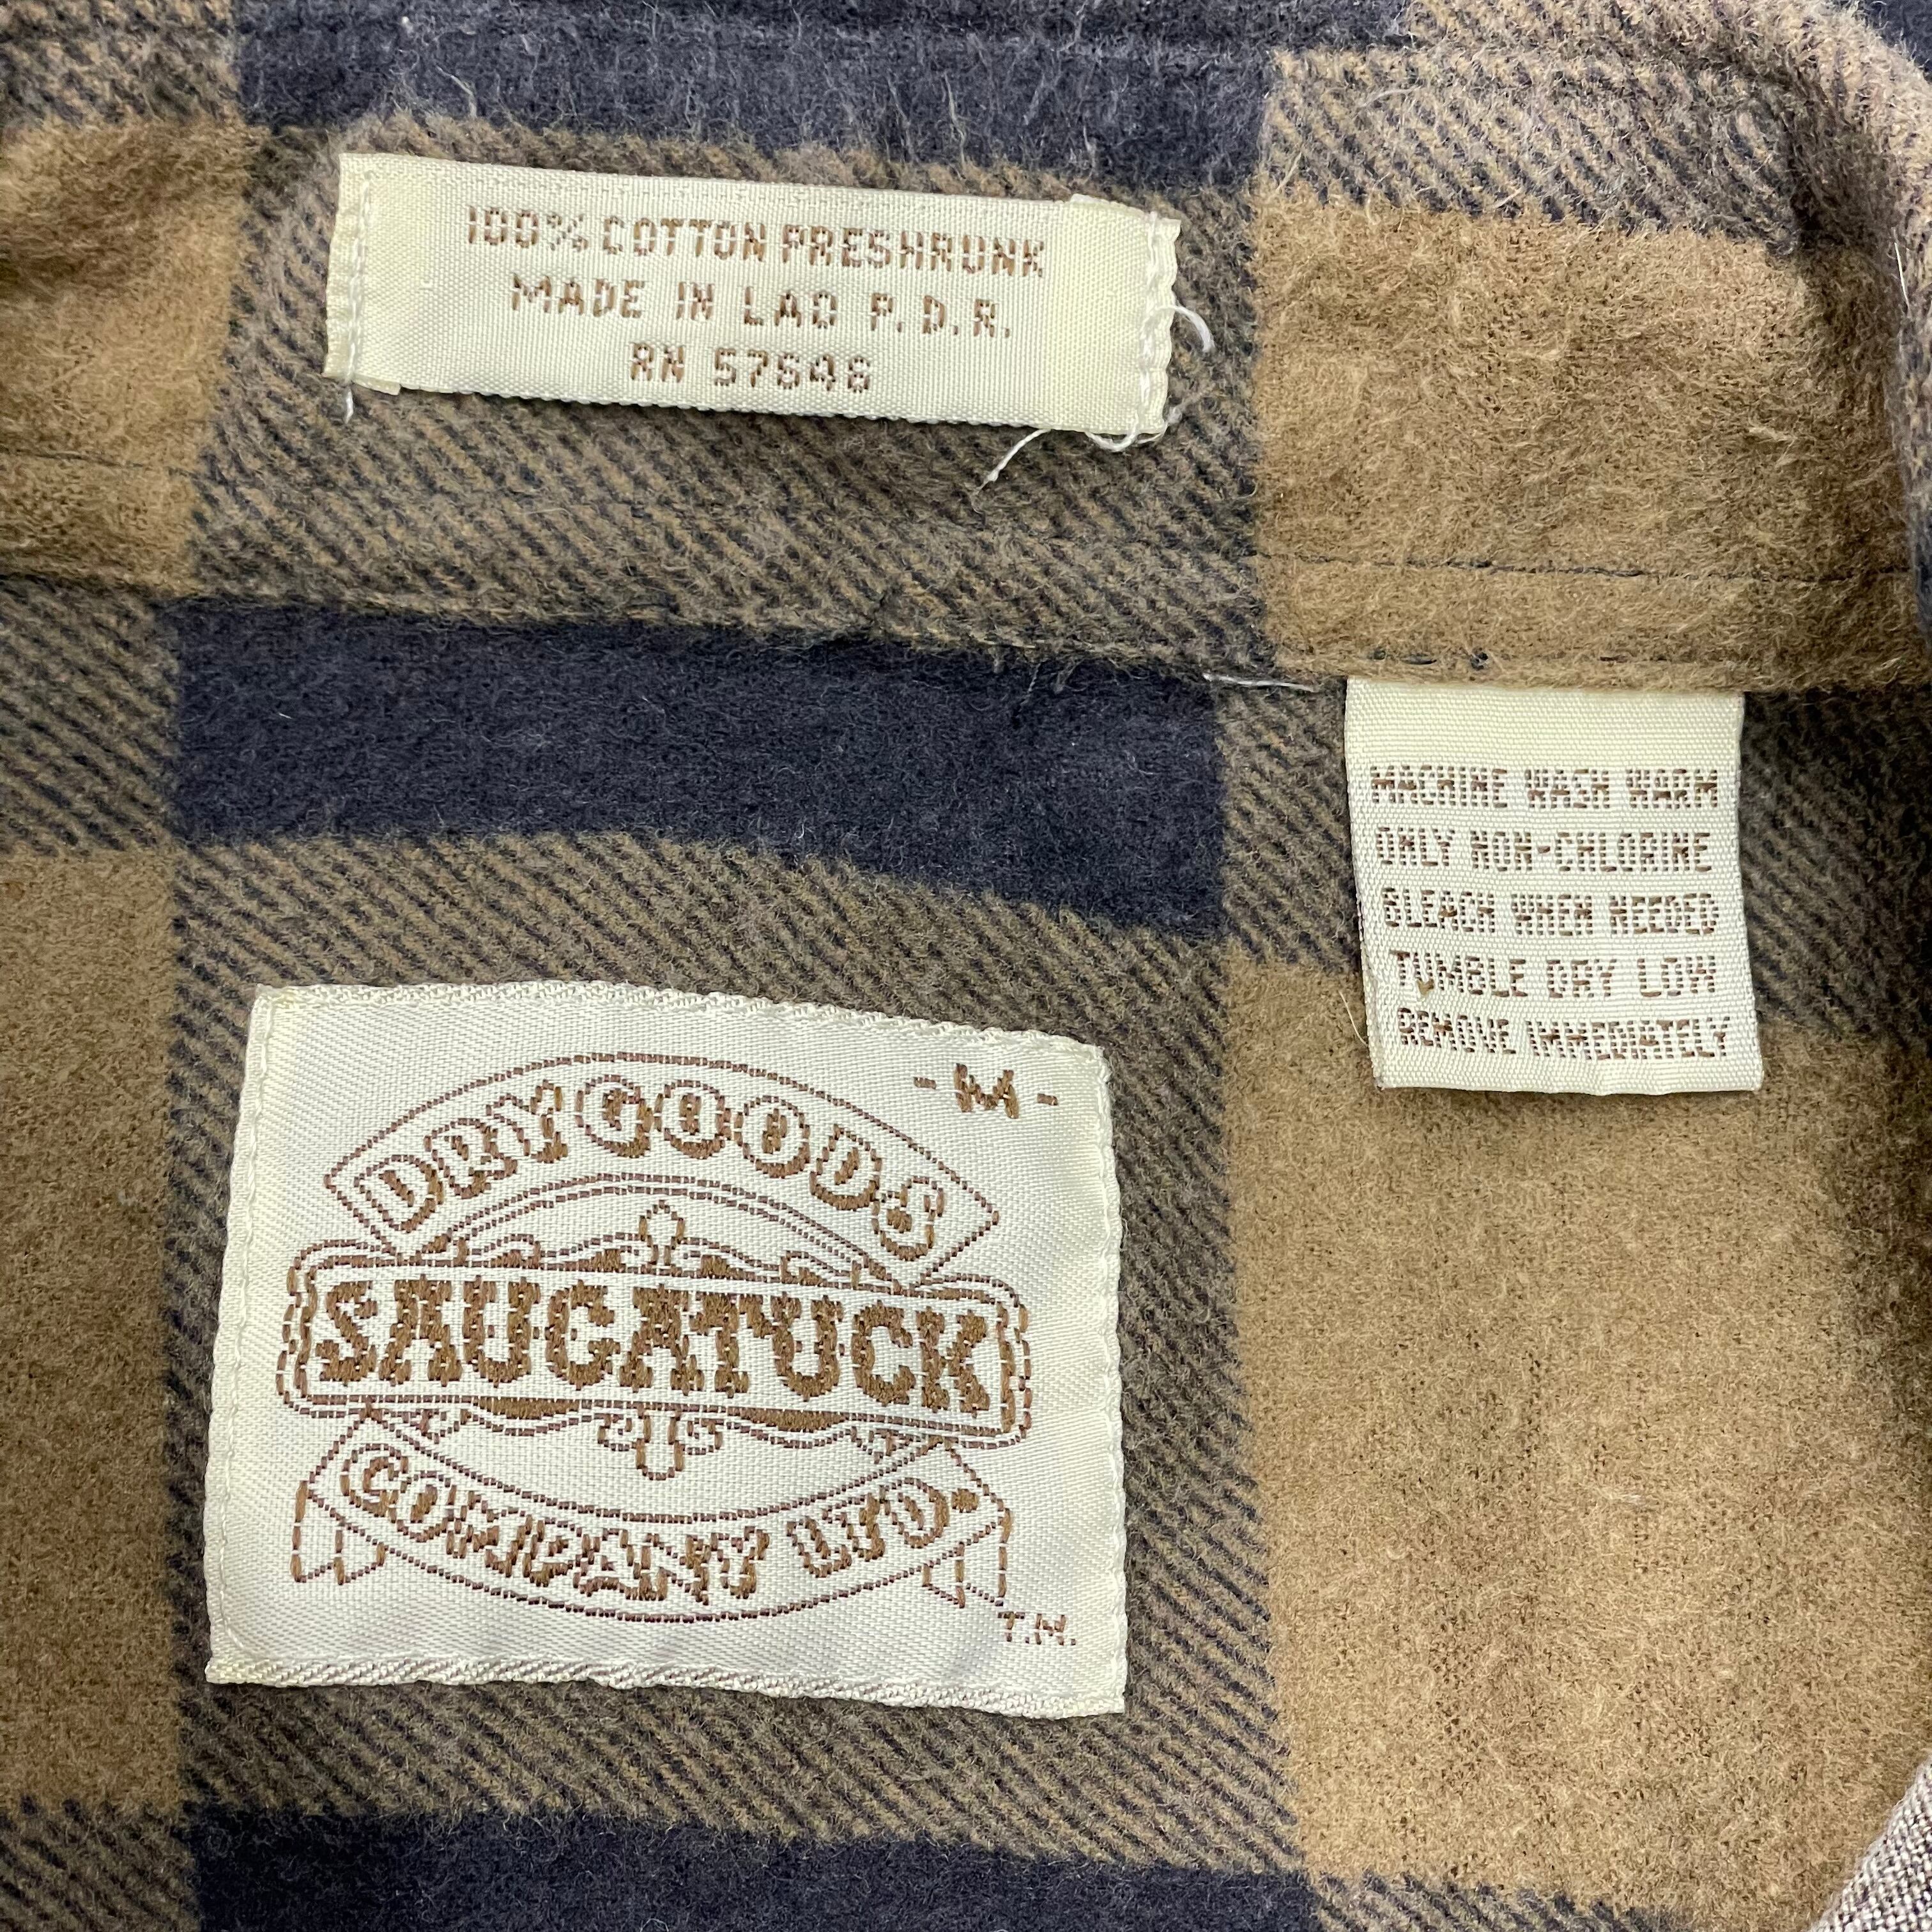 100% COTTON PRESHRUNK
MADE IN LAO P.D.R.
RN 57646
MACHINE WASH WARM
ONLY NON-CHLORINE
BLEACH WHEN NEEDED
TUMBLE DRY LOW
REMOVE IMMEDIATELY
-M-
DRY GOODS
SAUGATUCK
COMPANY LTD.
T.M.